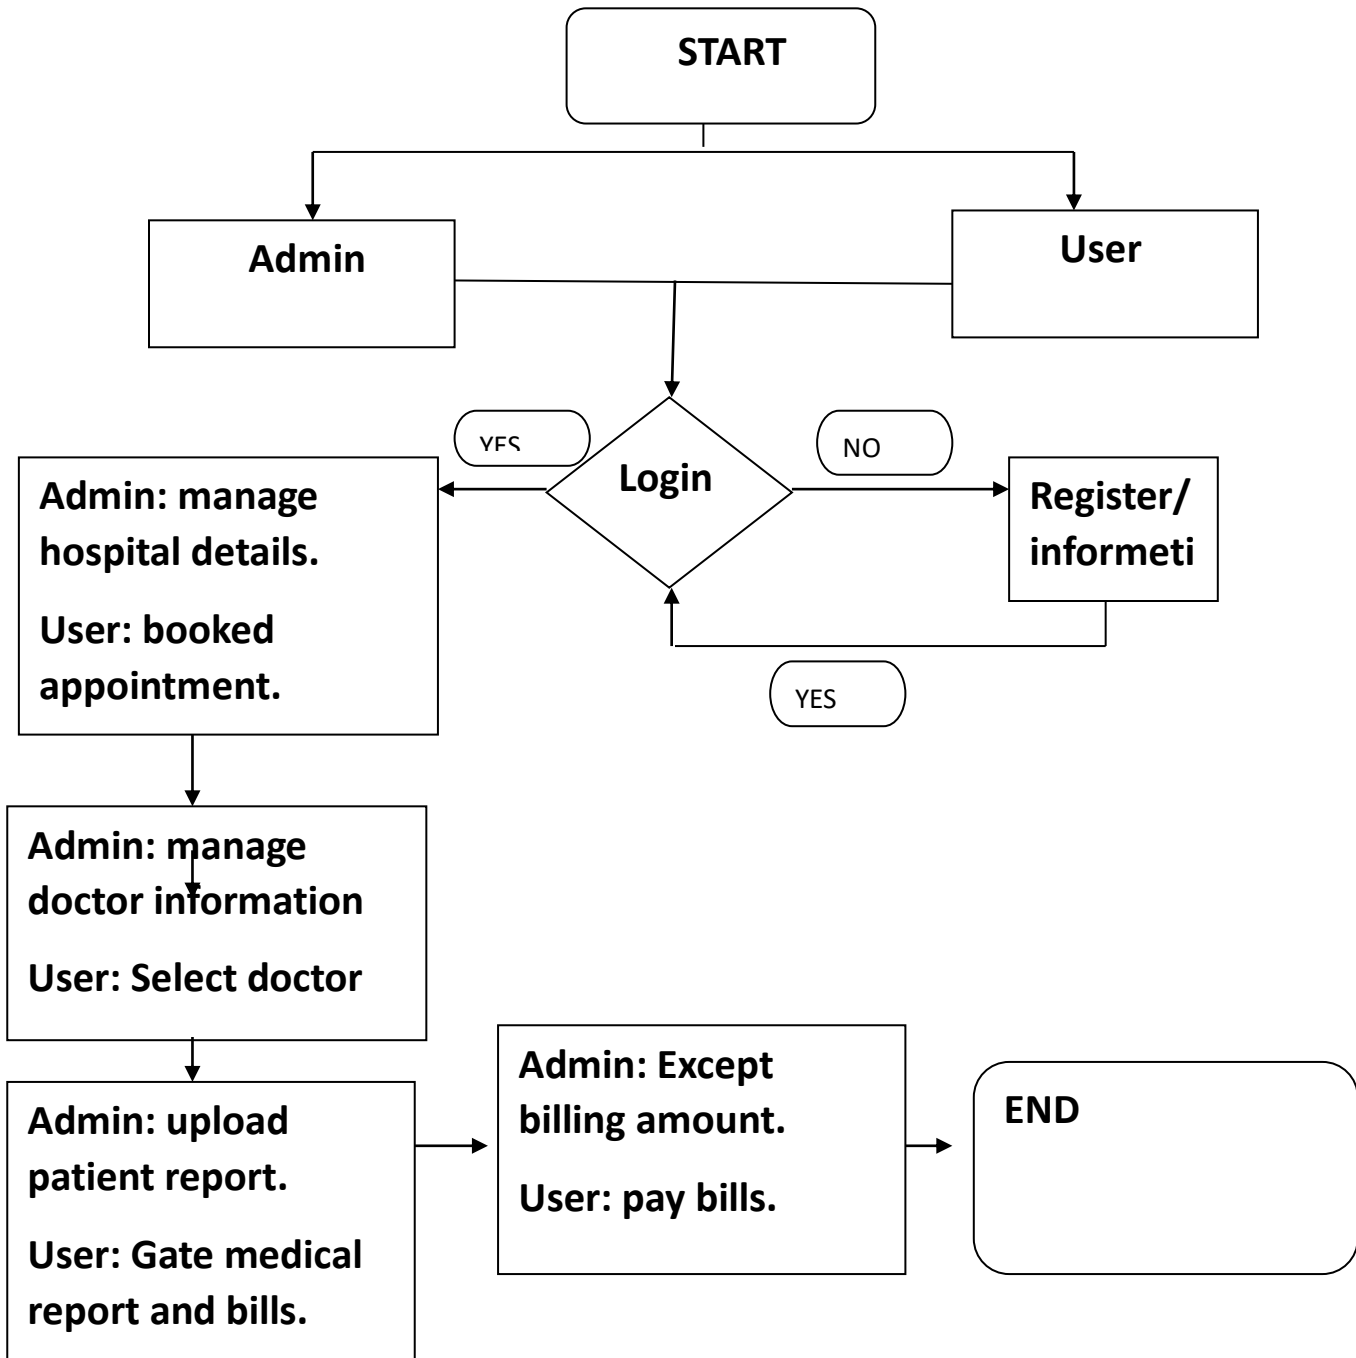 START
Admin
User
YES
NO
Login
Register/
informeti
YES
Admin: manage
hospital details.
User: booked
appointment.
Admin: manage
doctor information
User: Select doctor
Admin: upload
patient report.
User: Gate medical
report and bills.
Admin: Except
billing amount.
User: pay bills.
END